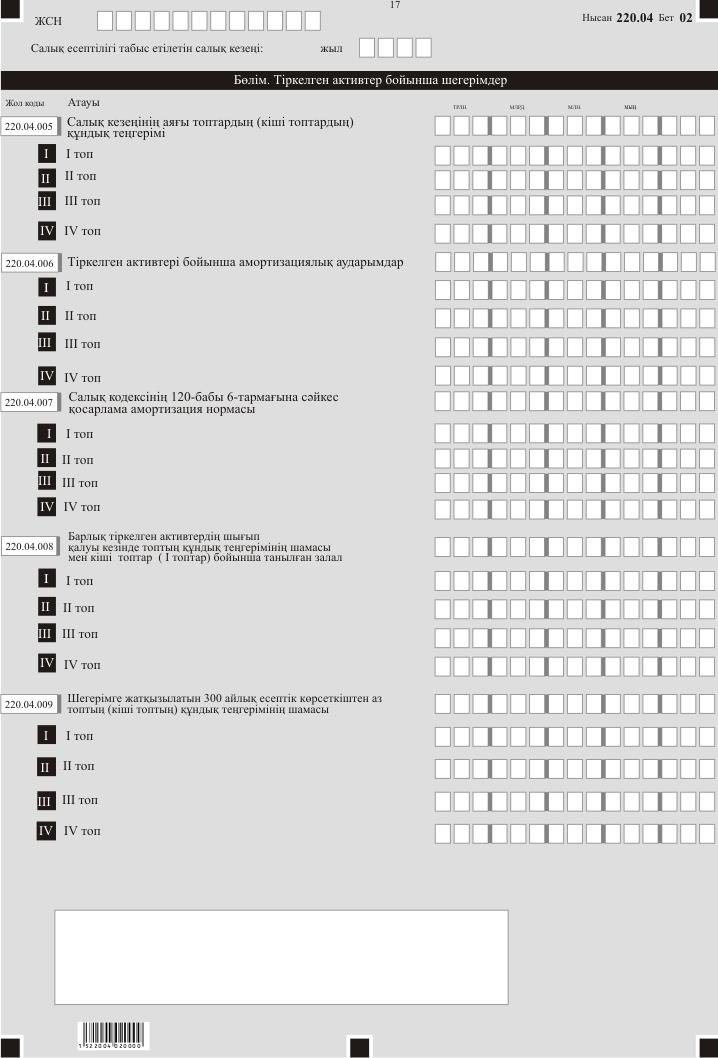 17
ЖСН
Нысан 220.04 Бет 02
Салық есептілігі табыс етілетін салық кезеңі: жыл
Бөлім. Тіркелген активтер бойынша шегерімдер
Жол коды Атауы трлн. млрд. млн. мың
220.04.005 Салық кезеңінің аяғы топтардың (кіші топтардың)
құндық теңгерімі
I I топ
II II топ
III III топ
IV IV топ
220.04.006 Тіркелген активтері бойынша амортизациялық аударымдар
I I топ
II II топ
III III топ
IV IV топ
220.04.007 Салық кодексінің 120-бабы 6-тармағына сәйкес
қосарлама амортизация нормасы
I I топ
II II топ
III III топ
IV IV топ
220.04.008 Барлық тіркелген активтердің шығып
қалуы кезінде топтың құндық теңгерімінің шамасы
мен кіші топтар ( I топтар) бойынша танылған залал
I I топ
II II топ
III III топ
IV IV топ
220.04.009 Шегерімге жатқызылатын 300 айлық есептік көрсеткіштен аз
топтың (кіші топтың) құндық теңгерімінің шамасы
I I топ
II II топ
III III топ
IV IV топ
1322004020000